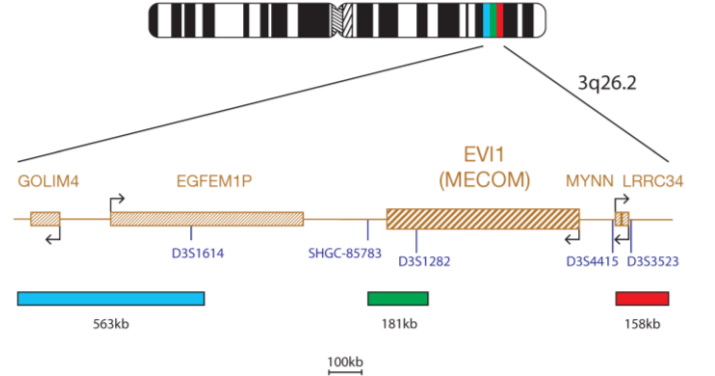 3q26.2
EVI1
GOLIM4 EGFEM1P (MECOM) MYNN LRRC34
D3S1614 SHGC-85783 D3S1282 D3S4415 D3S3523
563kb 181kb 158kb
100kb